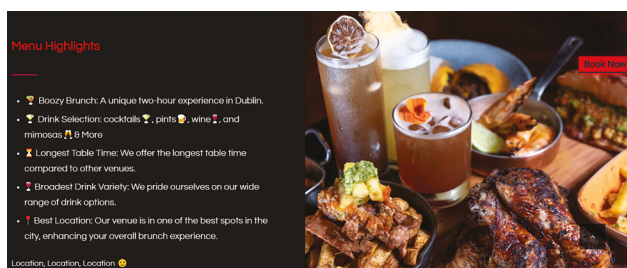 Menu Highlights
Book Now
• 🍹 Boozy Brunch: A unique two-hour experience in Dublin.
• 🍸 Drink Selection: cocktails 🍸, pints 🍺, wine🍷, and
mimosas 🥂 & More
• ⏳ Longest Table Time: We offer the longest table time
compared to other venues.
• 🍷 Broadest Drink Variety: We pride ourselves on our wide
range of drink options.
• 📍 Best Location: Our venue is in one of the best spots in the
city, enhancing your overall brunch experience.
Location, Location, Location 😉